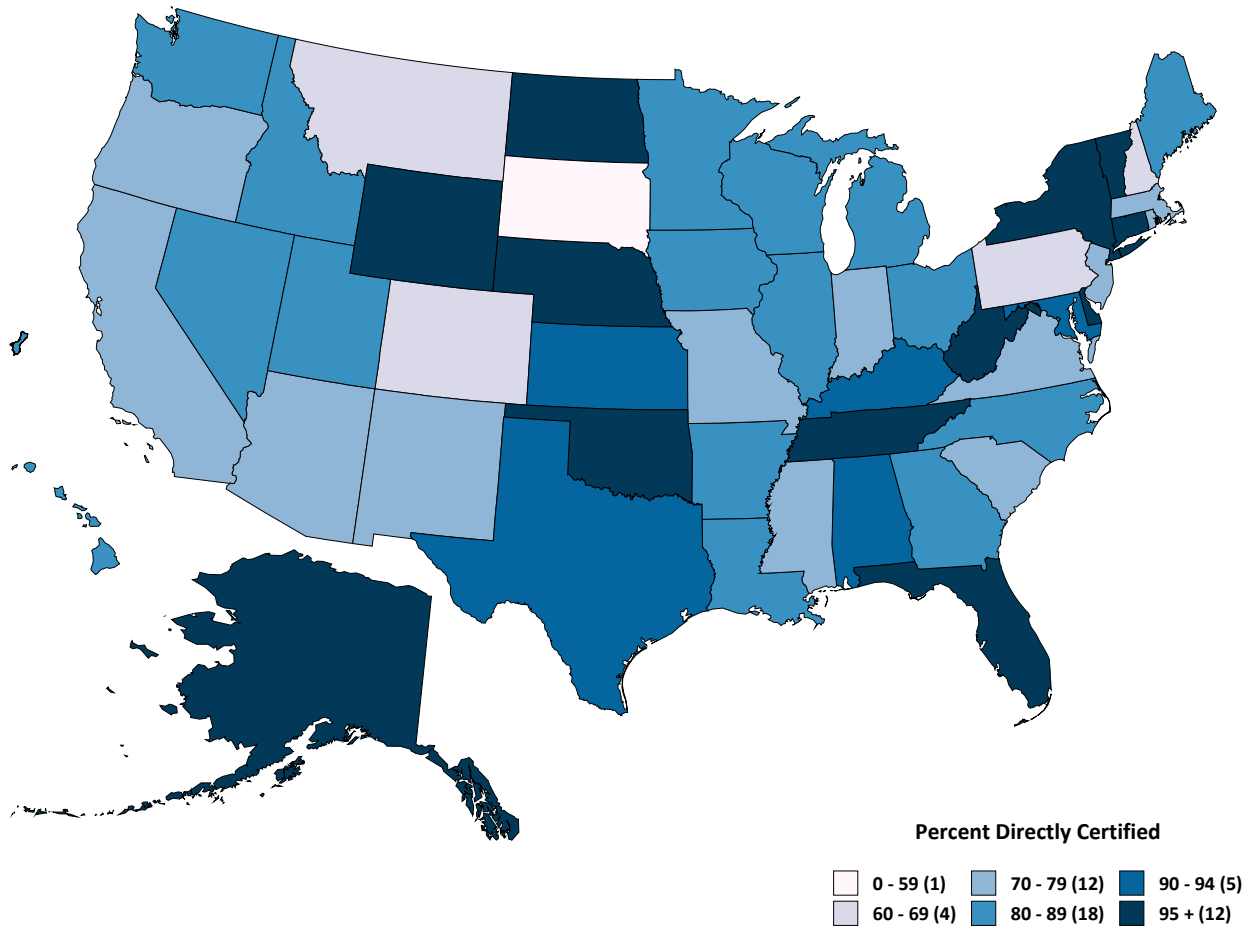 Percent Directly Certified
0 - 59 (1) 70 - 79 (12) 90 - 94 (5)
60 - 69 (4) 80 - 89 (18) 95 + (12)